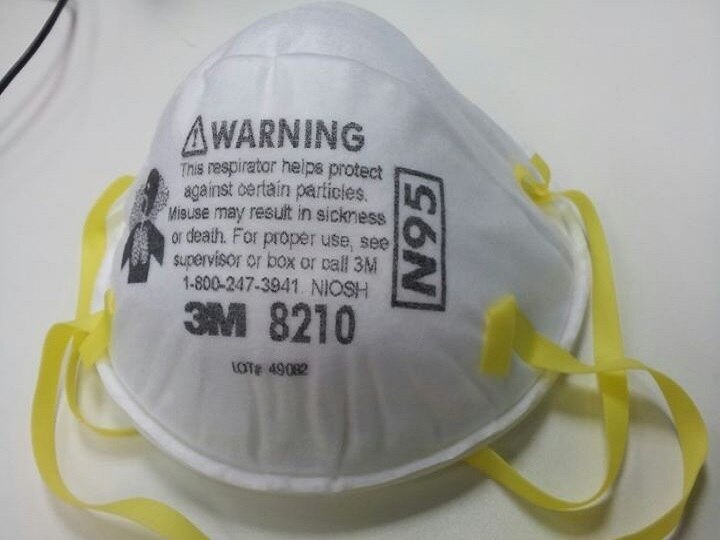 WARNING
This respirator helps protect
against certain particles.
Misuse may result in sickness
or death. For proper use, see
supervisor or box or call 3M
1-800-247-3941. NIOSH
3M 8210
LOT# 49082
N95